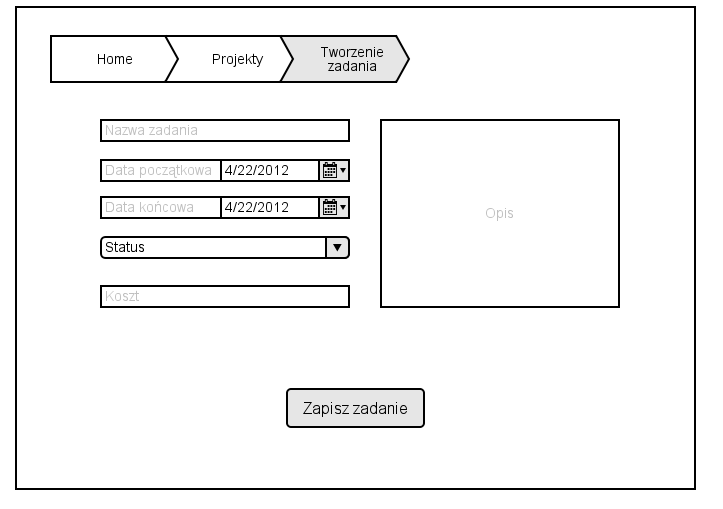 Home
Projekty
Tworzenie
zadania
Nazwa zadania
Data początkowa 4/22/2012
Data końcowa 4/22/2012
Status
Koszt
Opis
Zapisz zadanie